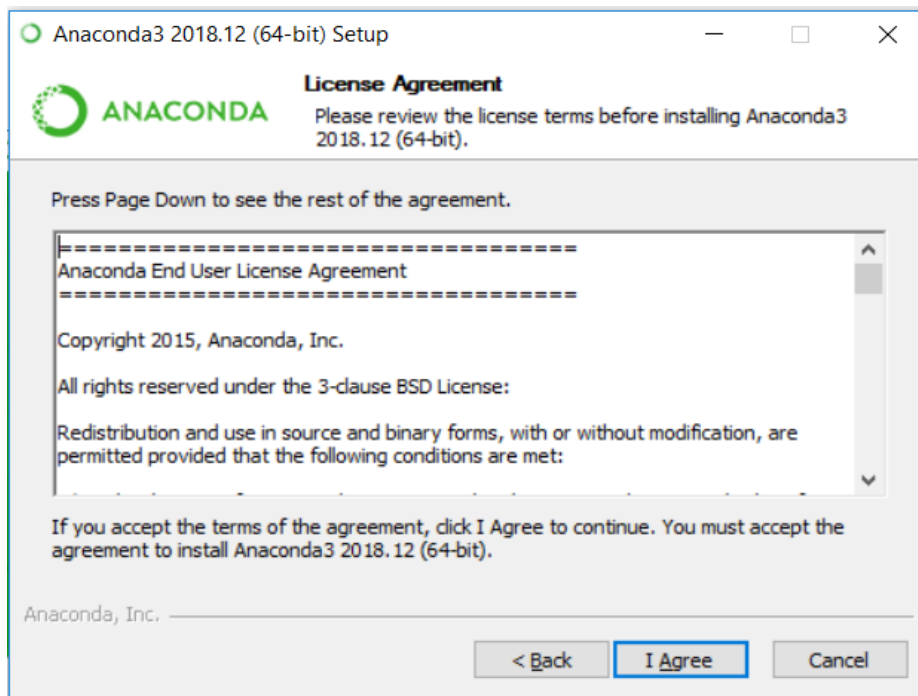 Anaconda3 2018.12 (64-bit) Setup
ANACONDA
License Agreement
Please review the license terms before installing Anaconda3
2018.12 (64-bit).
Press Page Down to see the rest of the agreement.
===================================
Anaconda End User License Agreement
===================================
Copyright 2015, Anaconda, Inc.
All rights reserved under the 3-clause BSD License:
Redistribution and use in source and binary forms, with or without modification, are
permitted provided that the following conditions are met:
If you accept the terms of the agreement, click I Agree to continue. You must accept the
agreement to install Anaconda3 2018.12 (64-bit).
Anaconda, Inc.
< Back
I Agree
Cancel